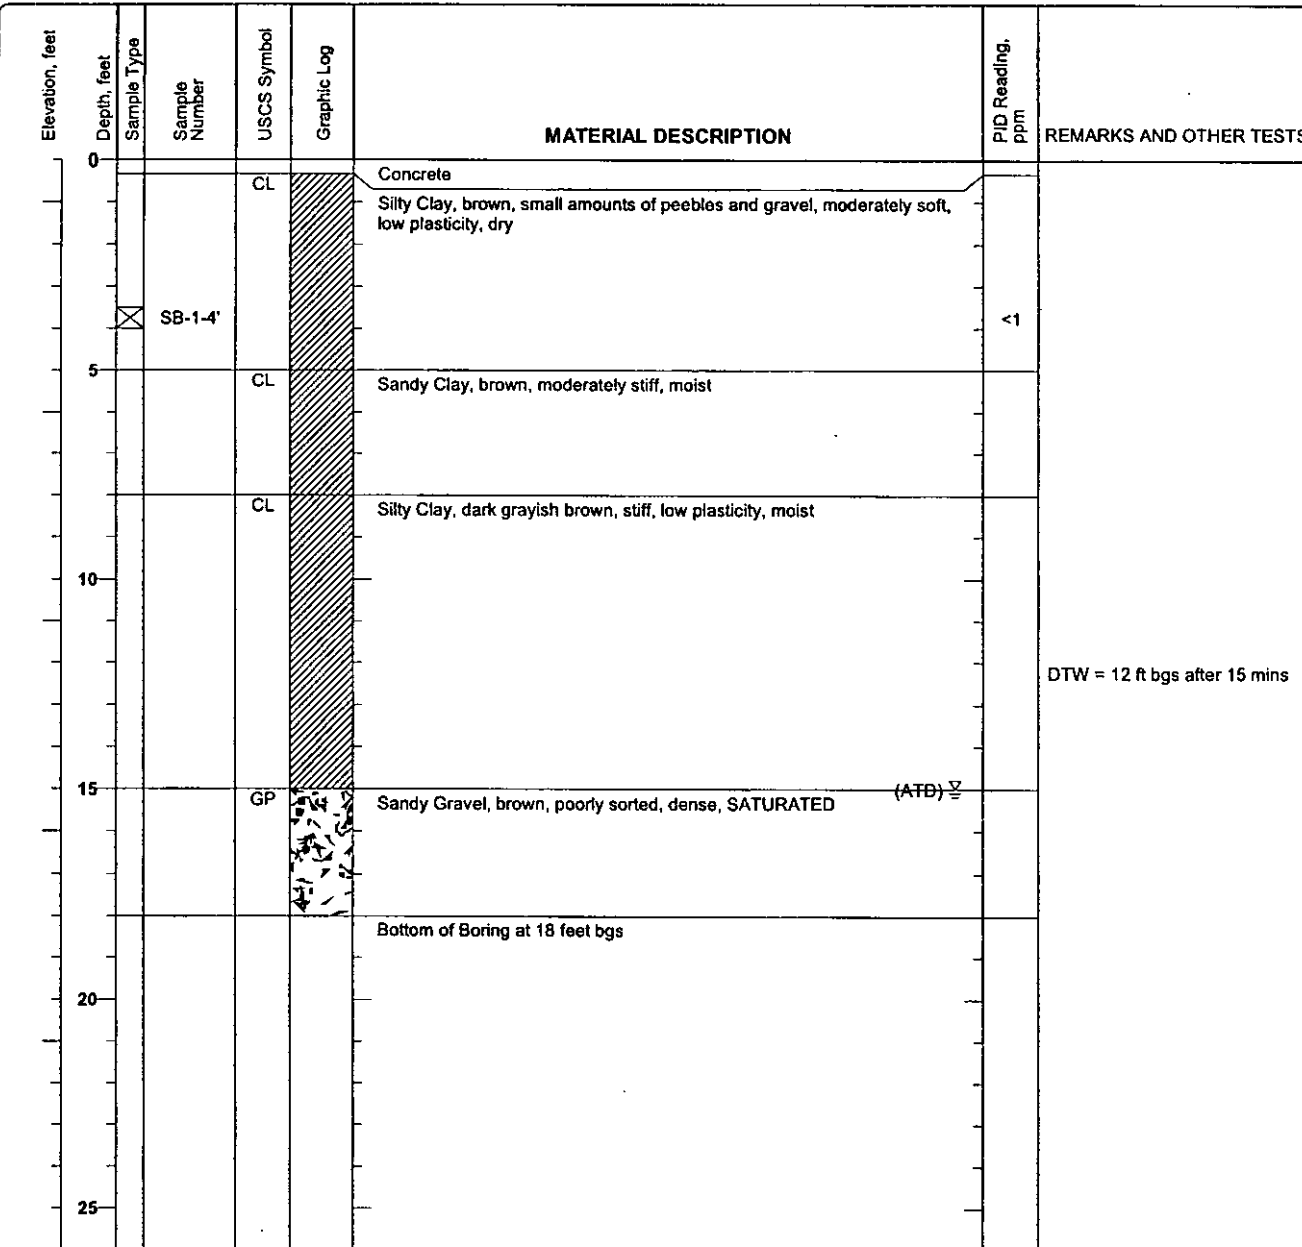 Elevation, feet
Depth, feet
Sample Type
Sample
Number
USCS Symbol
Graphic Log
MATERIAL DESCRIPTION
PID Reading,
ppm
REMARKS AND OTHER TESTS
0
CL
Concrete
Silty Clay, brown, small amounts of peebles and gravel, moderately soft,
low plasticity, dry
SB-1-4'
<1
5
CL
Sandy Clay, brown, moderately stiff, moist
CL
Silty Clay, dark grayish brown, stiff, low plasticity, moist
10
DTW = 12 ft bgs after 15 mins
15
GP
(ATD)
Sandy Gravel, brown, poorly sorted, dense, SATURATED
Bottom of Boring at 18 feet bgs
20
25